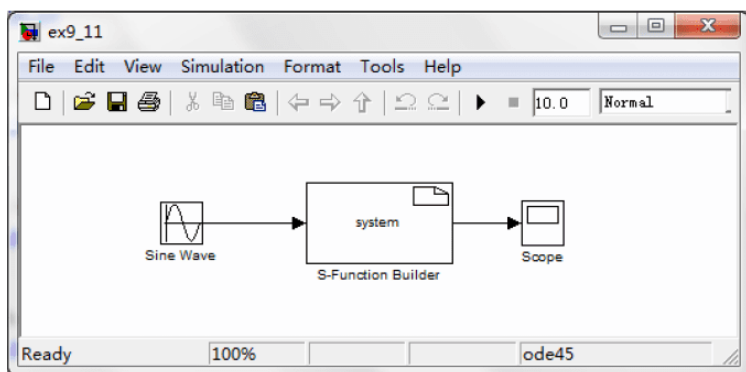 ex9_11
File Edit View Simulation Format Tools Help
10.0 Normal
system
Sine Wave
S-Function Builder
Scope
Ready 100% ode45